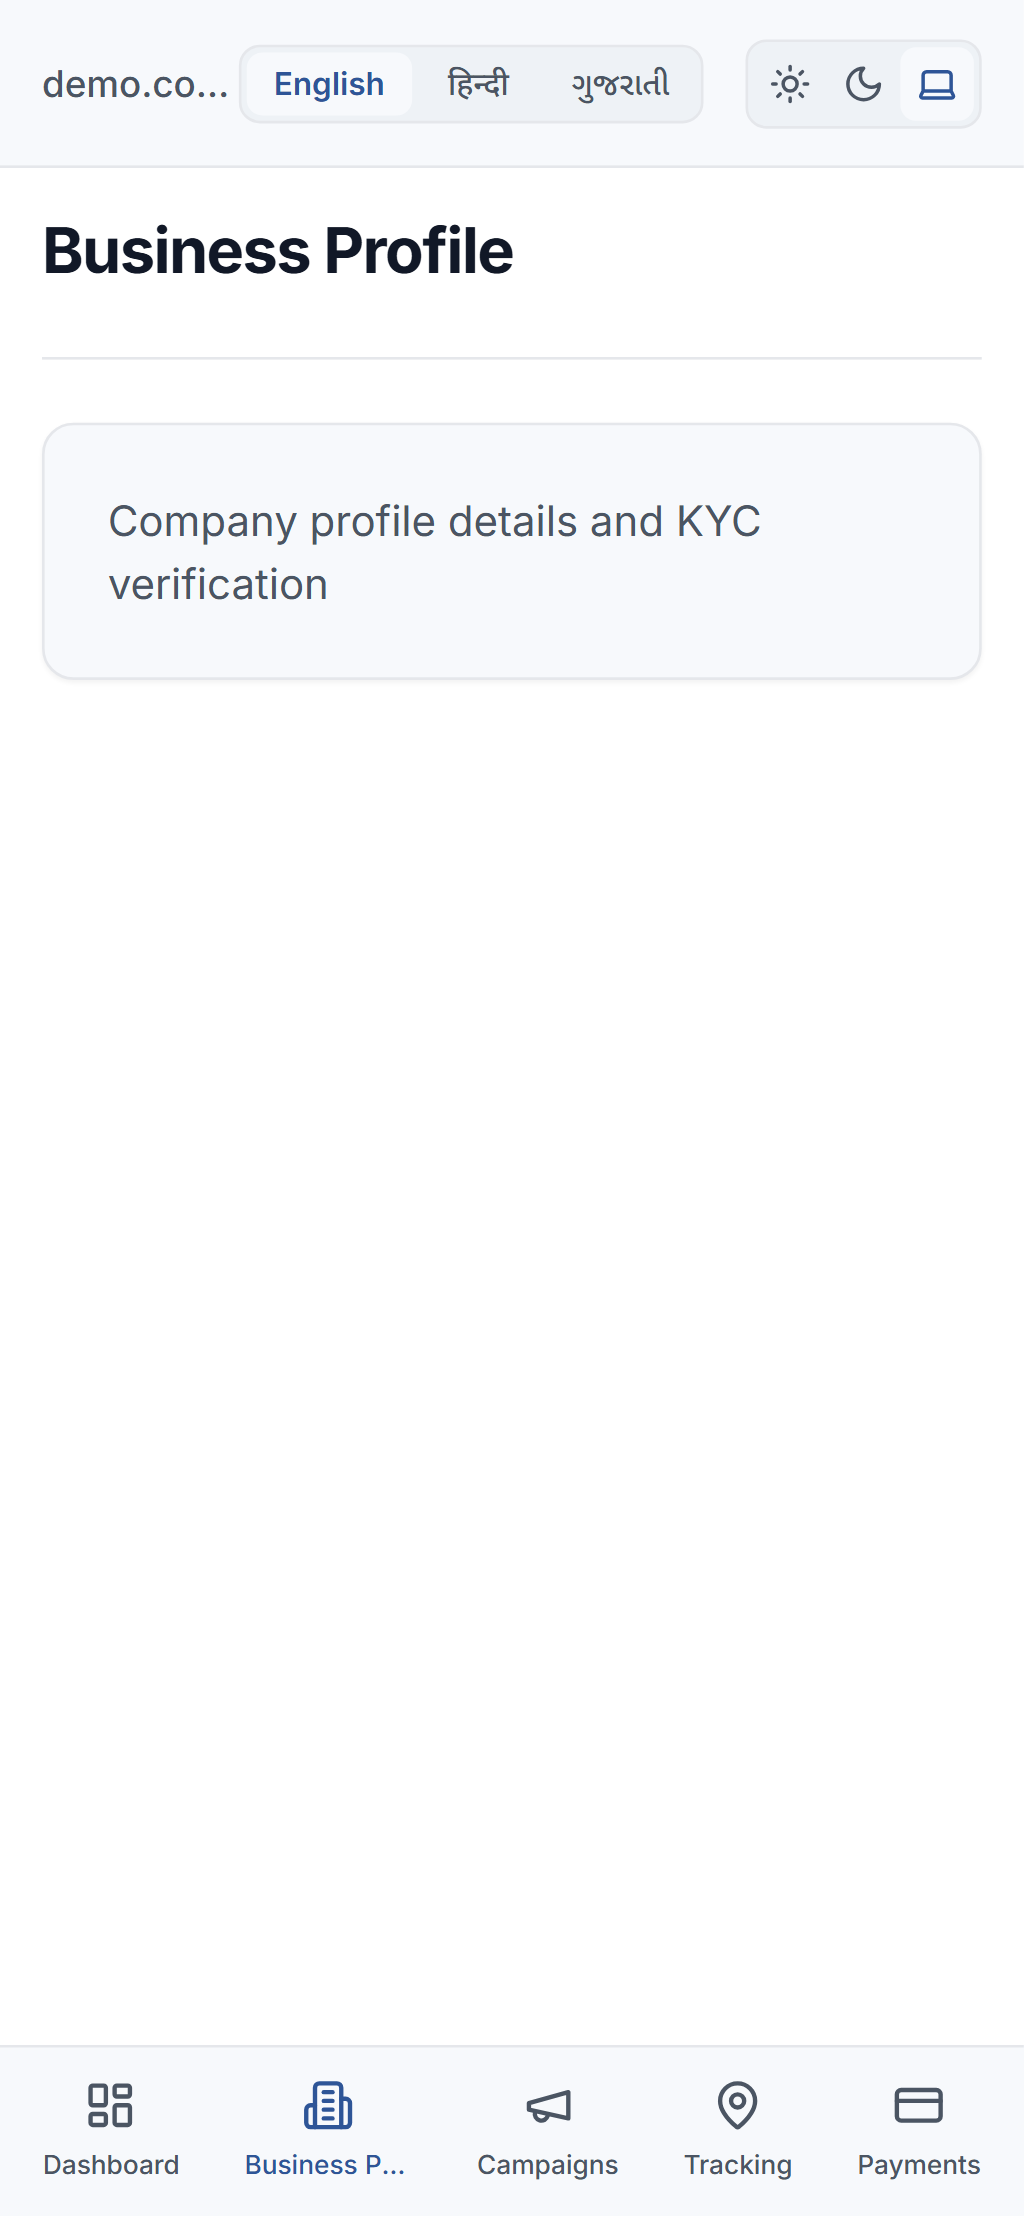 demo.co...
English
हिन्दी
ગુજરાતી
Business Profile
Company profile details and KYC
verification
Dashboard
Business P...
Campaigns
Tracking
Payments